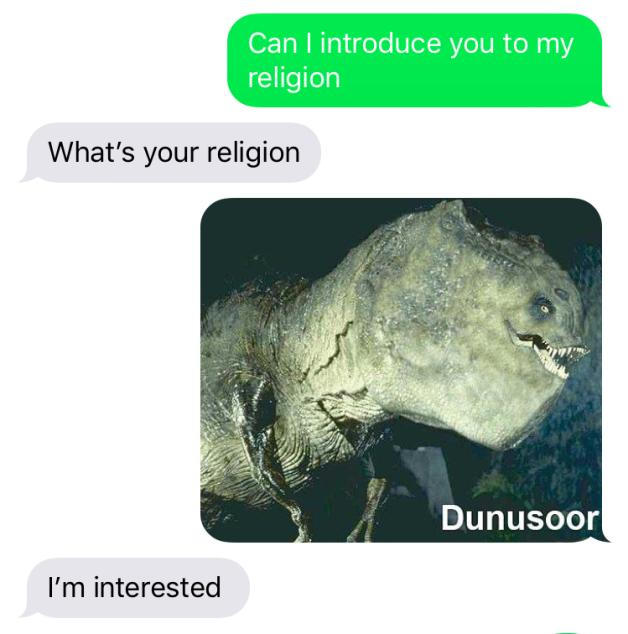 Can I introduce you to my
religion
What's your religion
Dunusoor
I'm interested